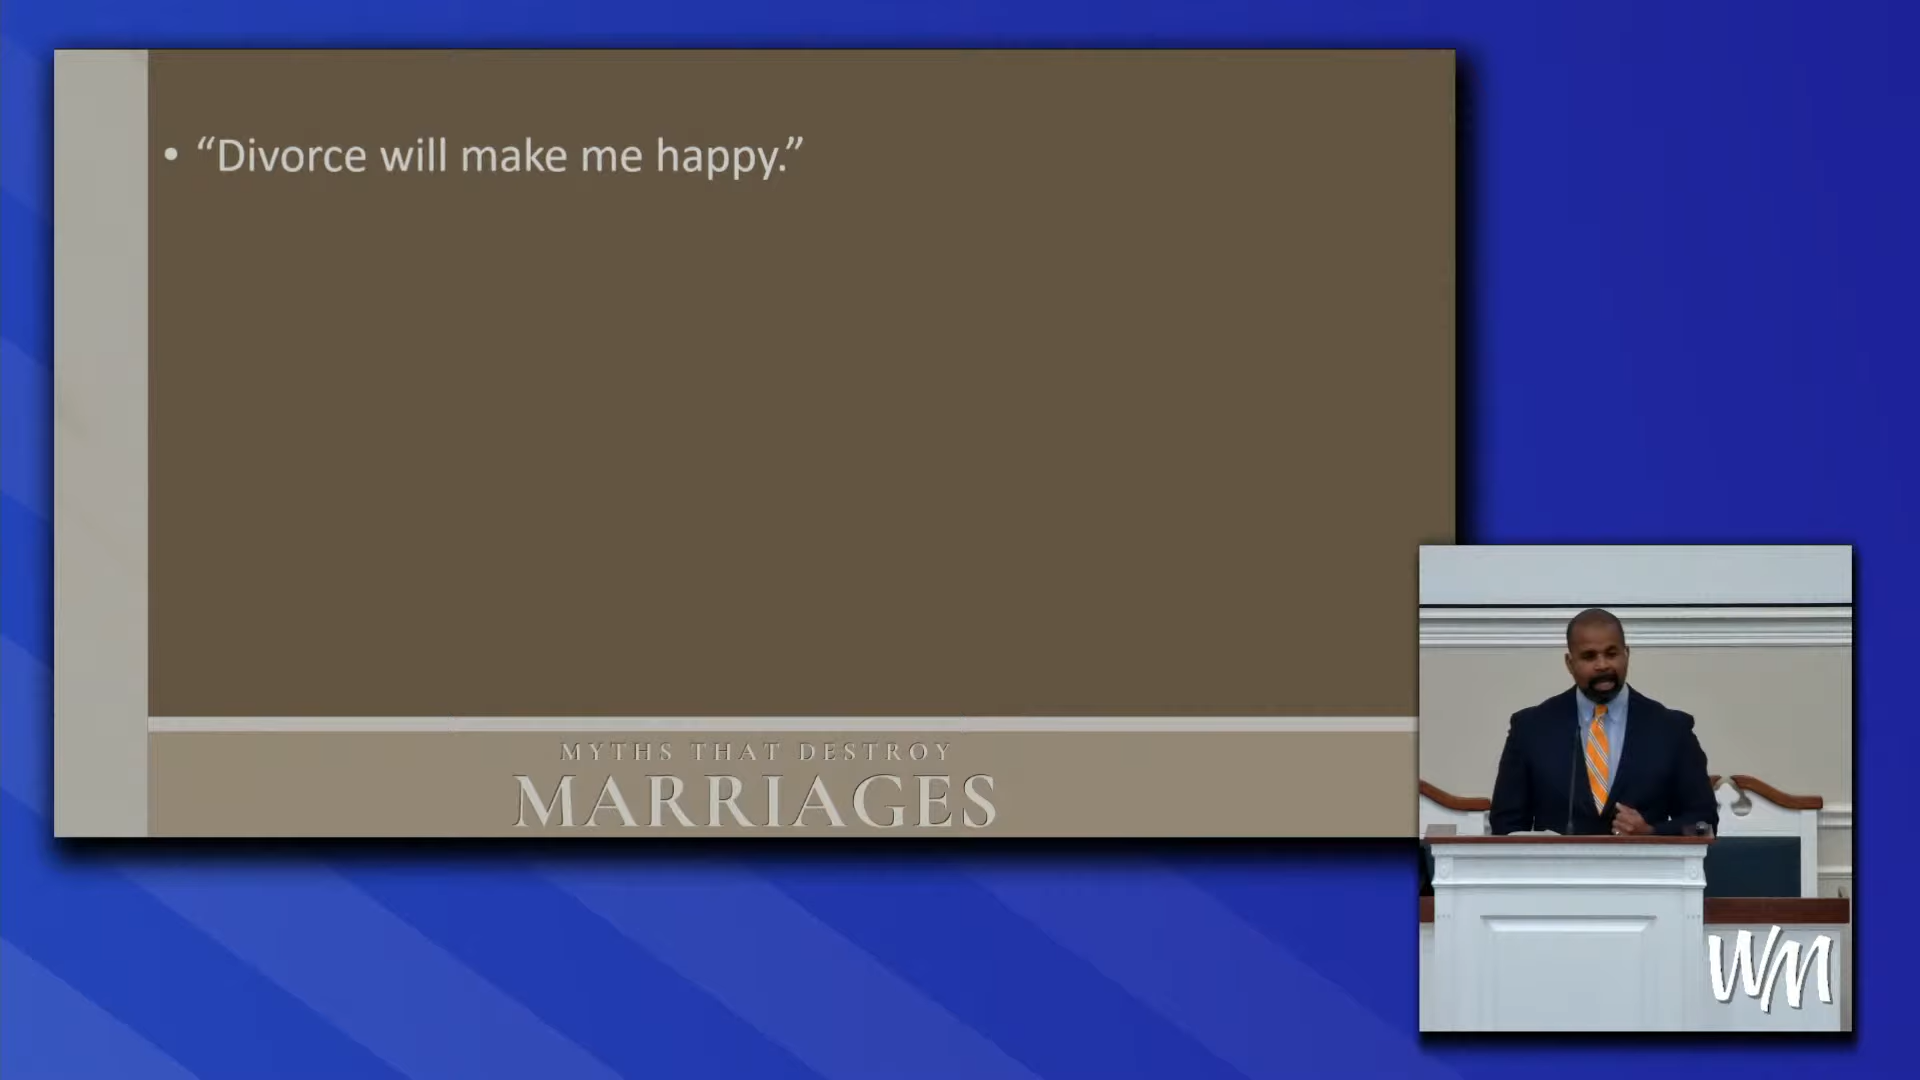 • “Divorce will make me happy.”
MYTHS THAT DESTROY
MARRIAGES
WM